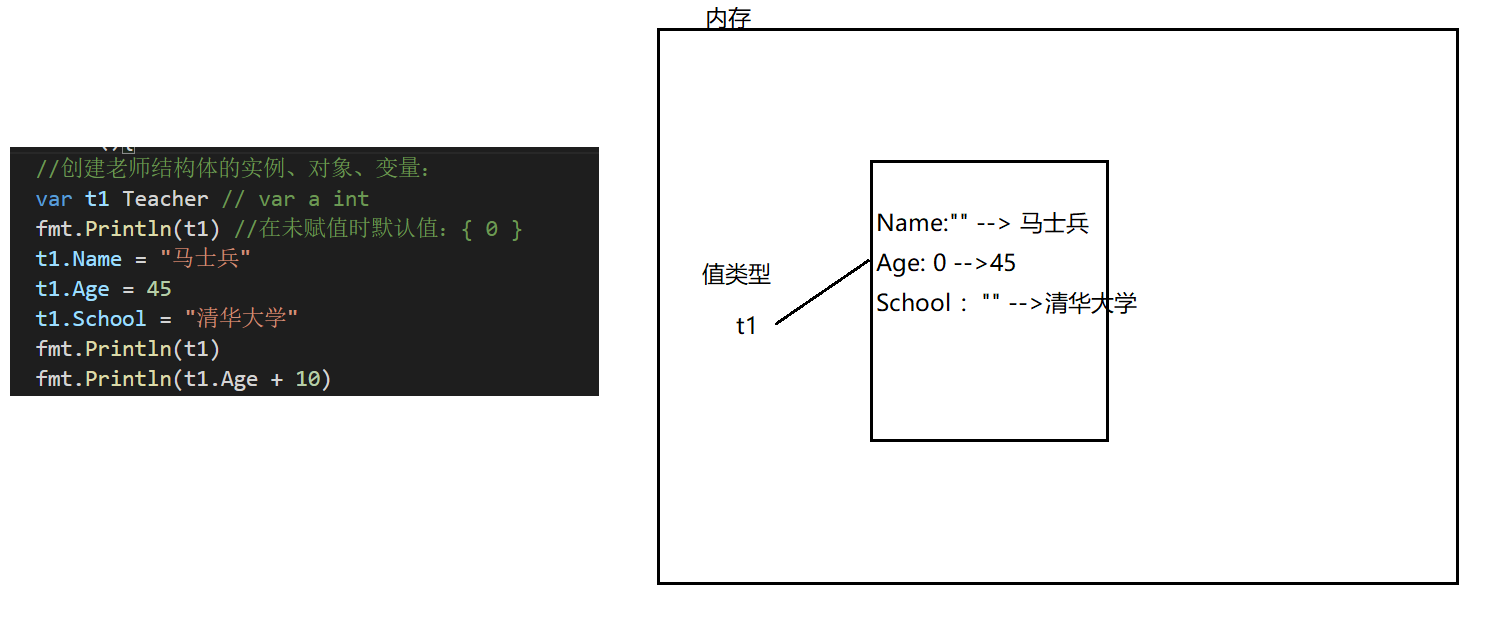 //创建老师结构体的实例、对象、变量：
var t1 Teacher // var a int
fmt.Println(t1) //在未赋值时默认值：{ 0 }
t1.Name = "马士兵"
t1.Age = 45
t1.School = "清华大学"
fmt.Println(t1)
fmt.Println(t1.Age + 10)
内存
值类型
t1
Name:"" --> 马士兵
Age: 0 -->45
School： "" -->清华大学